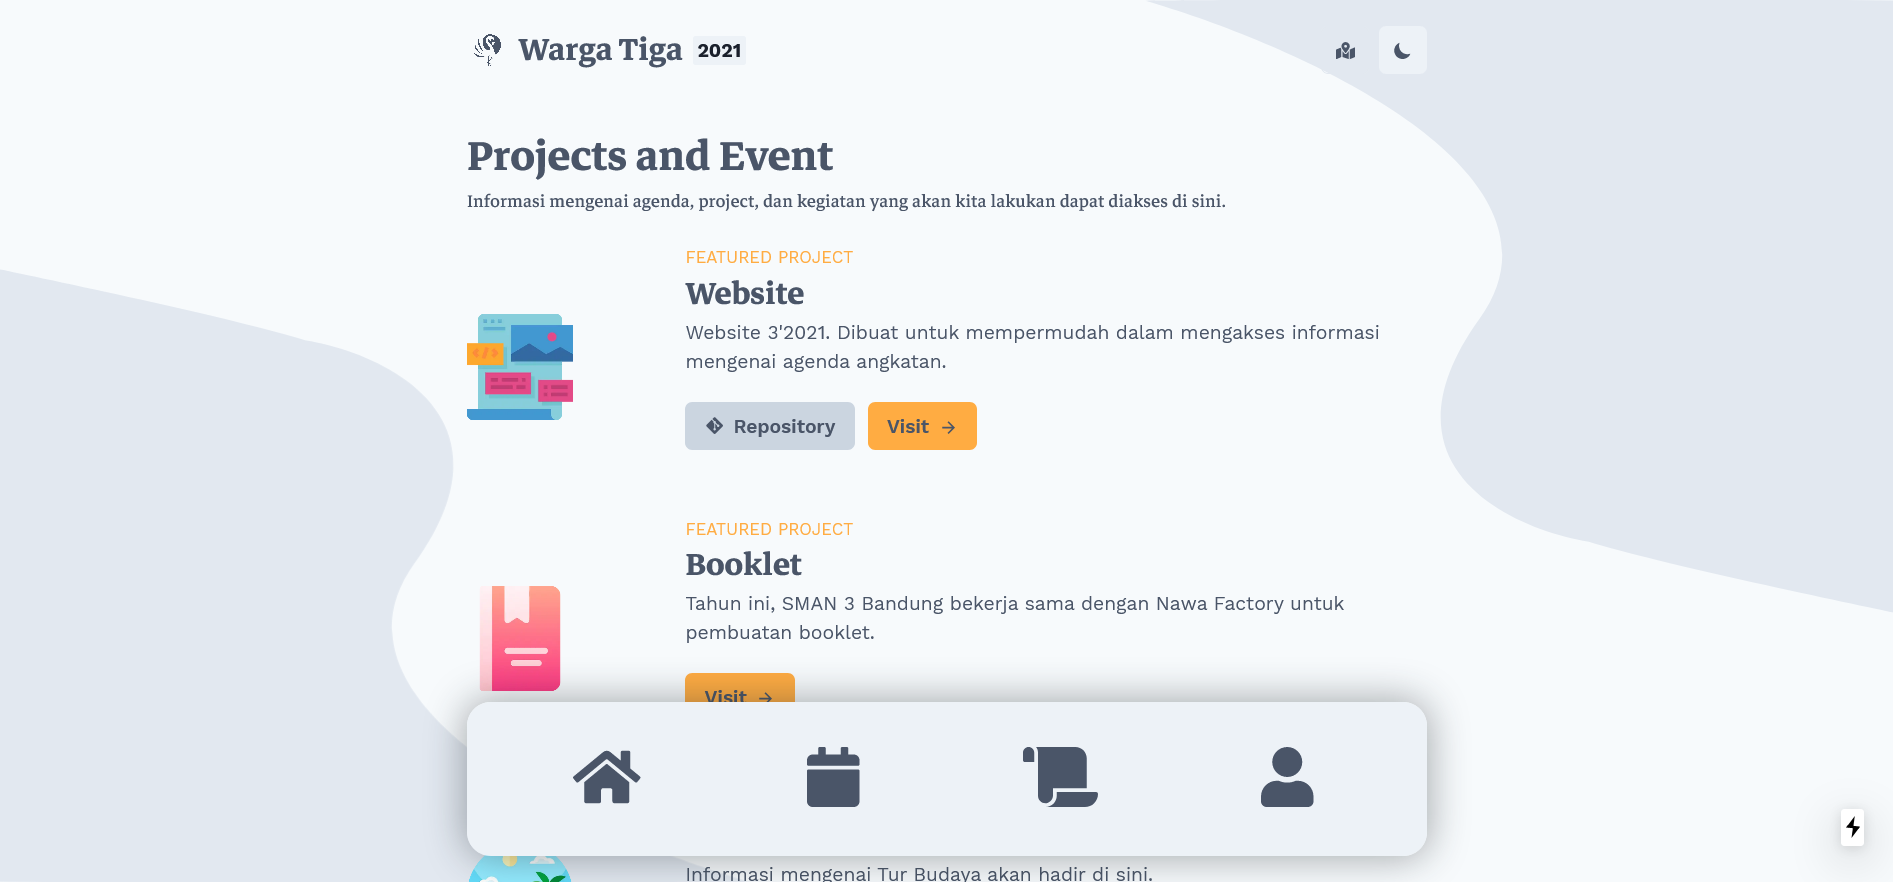 Warga Tiga 2021
Projects and Event
Informasi mengenai agenda, project, dan kegiatan yang akan kita lakukan dapat diakses di sini.
FEATURED PROJECT
Website
Website 3'2021. Dibuat untuk mempermudah dalam mengakses informasi
mengenai agenda angkatan.
Repository
Visit →
FEATURED PROJECT
Booklet
Tahun ini, SMAN 3 Bandung bekerja sama dengan Nawa Factory untuk
pembuatan booklet.
Visit →
Informasi mengenai Tur Budaya akan hadir di sini.